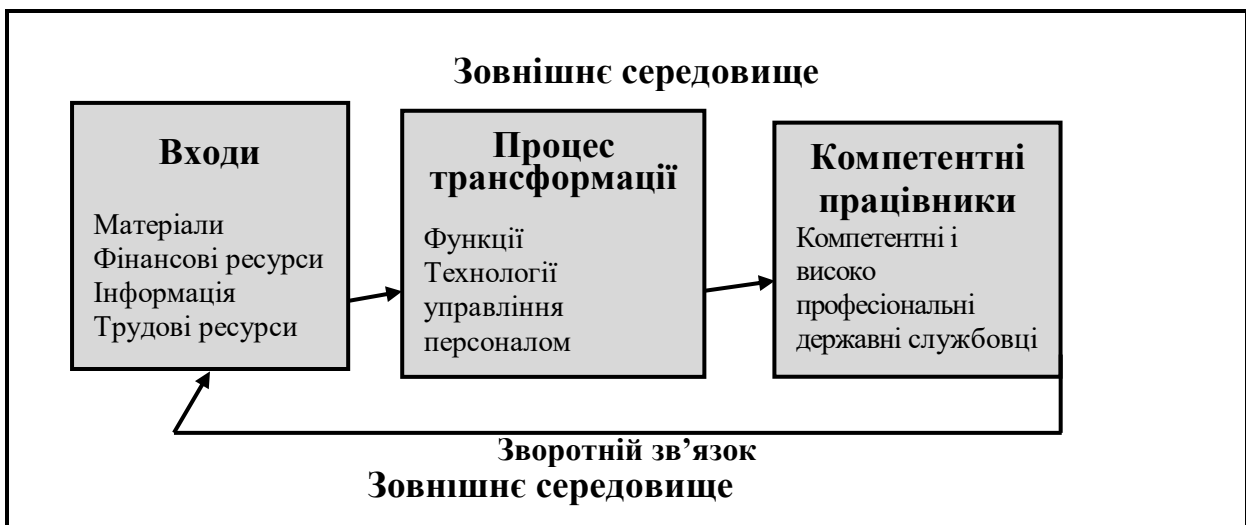 Зовнішнє середовище
Входи
Матеріали
Фінансові ресурси
Інформація
Трудові ресурси
Процес
трансформації
Функції
Технології
управління
персоналом
Компетентні
працівники
Компетентні і
високо
професіональні
державні службовці
Зворотній зв’язок
Зовнішнє середовище